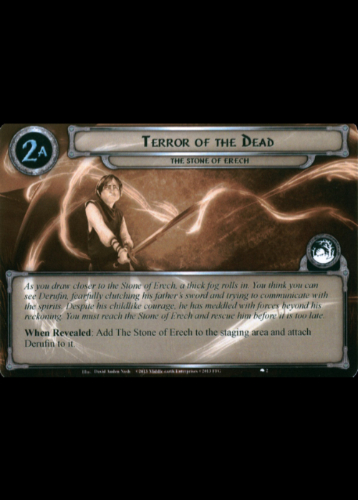 2A
TERROR OF THE DEAD
THE STONE OF ERECH
As you draw closer to the Stone of Erech, a thick fog rolls in. You think you can
see Derufin, fearfully clutching his father's sword and trying to communicate with
the spirits. Despite his childlike courage, he has meddled with forces beyond his
reckoning. You must reach the Stone of Erech and rescue him before it is too late.
When Revealed: Add The Stone of Erech to the staging area and attach
Derufin to it.